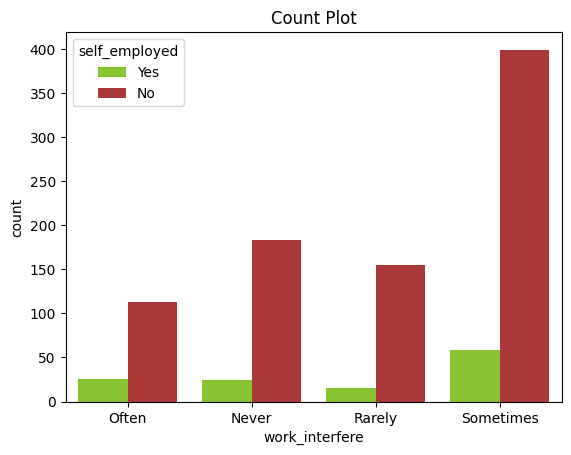 Count Plot
self_employed
Yes
No
400
350
300
250
200
150
100
50
0
count
Often Never Rarely Sometimes
work_interfere